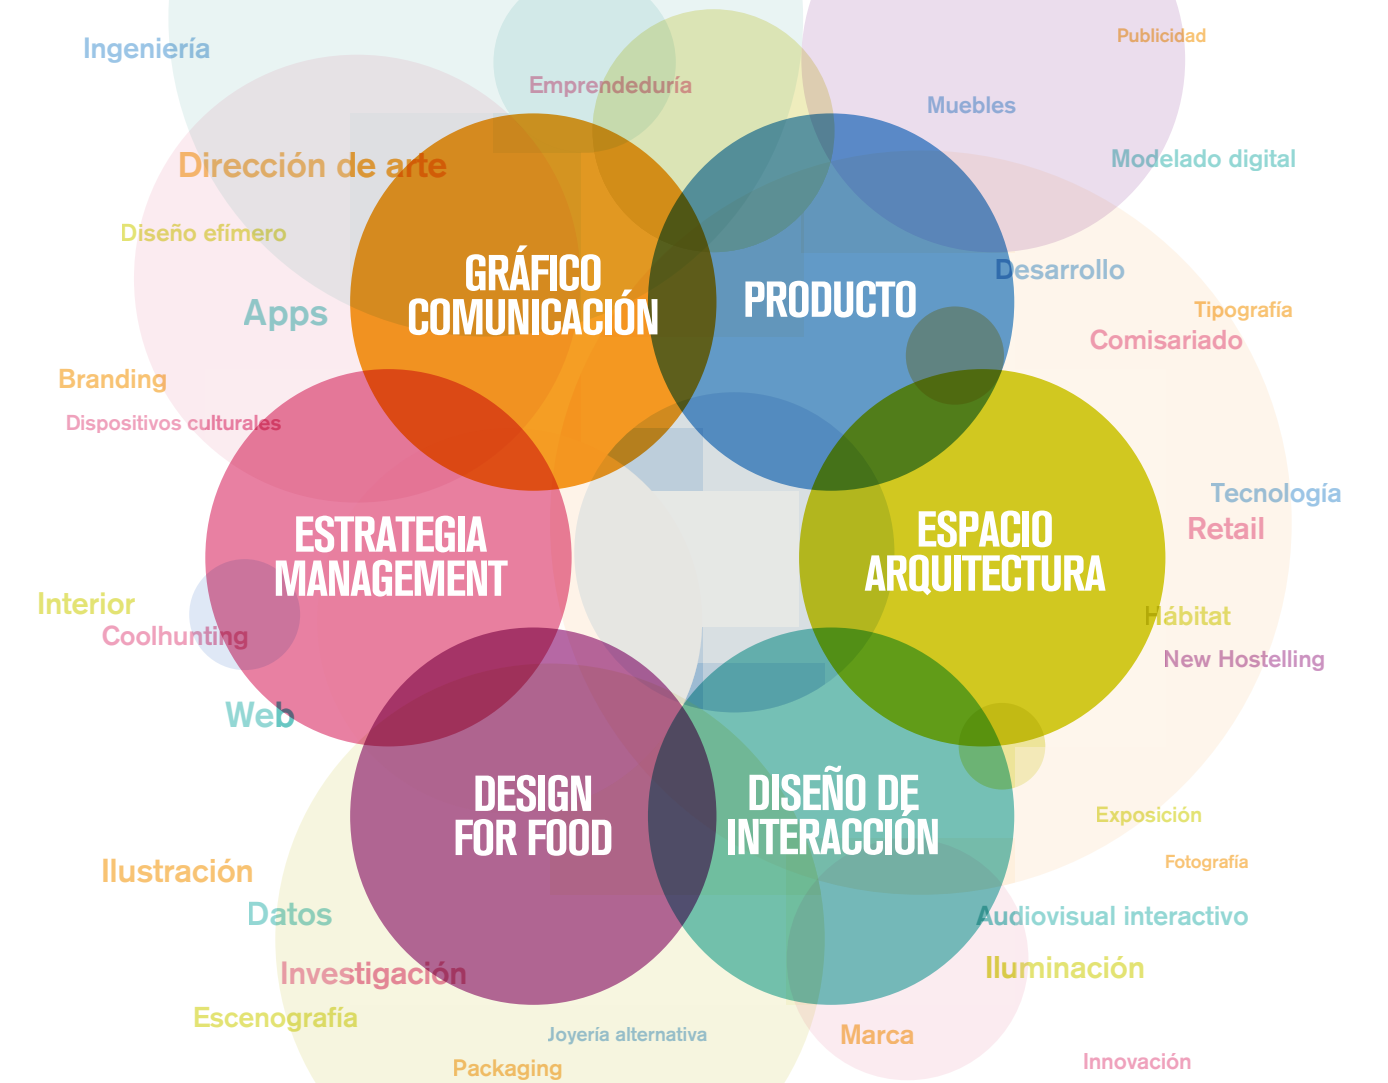 Publicidad
Ingeniería
Emprendeduría
Muebles
Modelado digital
Dirección de arte
Diseño efímero
GRÁFICO
COMUNICACIÓN
PRODUCTO
Desarrollo
Apps
Tipografía
Comisariado
Branding
Dispositivos culturales
Tecnología
ESTRATEGIA
MANAGEMENT
ESPACIO
ARQUITECTURA
Retail
Interior
Coolhunting
Hábitat
New Hostelling
Web
DESIGN
FOR FOOD
DISEÑO DE
INTERACCIÓN
Exposición
Fotografía
Ilustración
Datos
Audiovisual interactivo
Investigación
Iluminación
Escenografía
Joyería alternativa
Marca
Packaging
Innovación